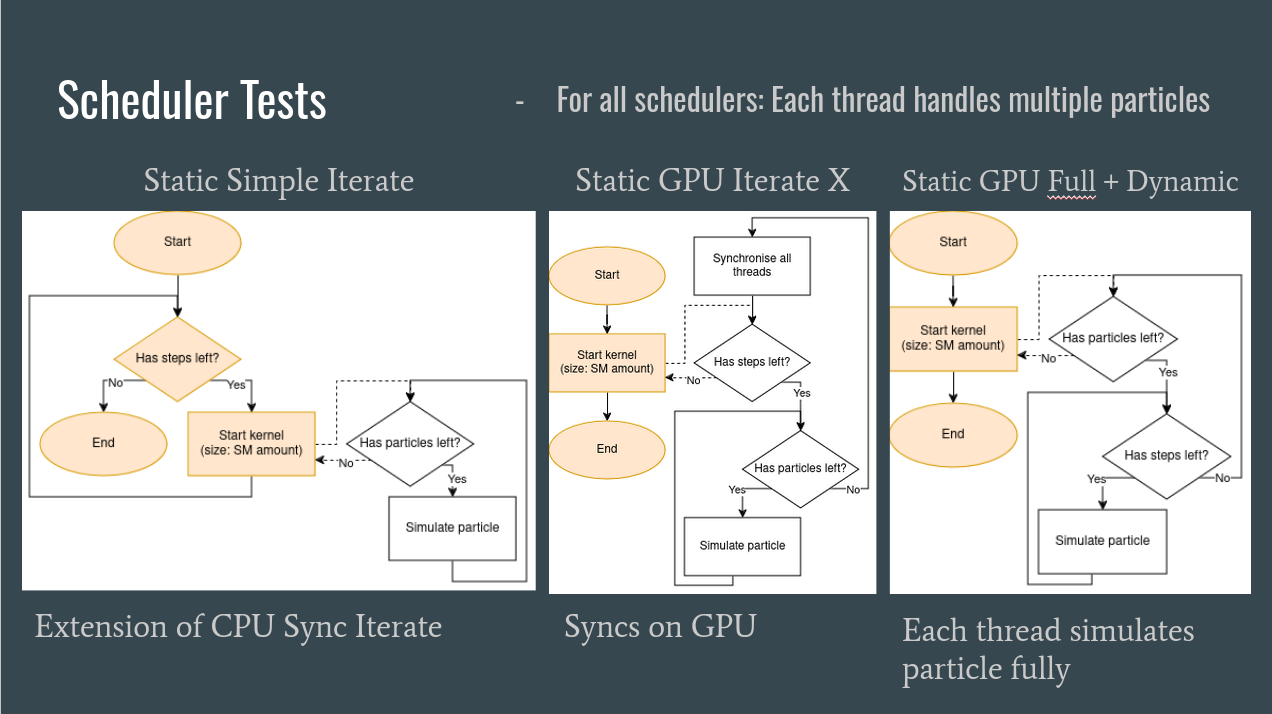 Scheduler Tests
- For all schedulers: Each thread handles multiple particles
Static Simple Iterate
Start
Has steps left?
No
Yes
End
Start kernel
(size: SM amount)
Has particles left?
No
Yes
Simulate particle
Extension of CPU Sync Iterate
Static GPU Iterate X
Synchronise all
threads
Start
Start kernel
(size: SM amount)
Has steps left?
No
Yes
End
Has particles left?
Yes
No
Simulate particle
Syncs on GPU
Static GPU Full + Dynamic
Start
Start kernel
(size: SM amount)
Has particles left?
No
Yes
End
Has steps left?
Yes
No
Simulate particle
Each thread simulates
particle fully